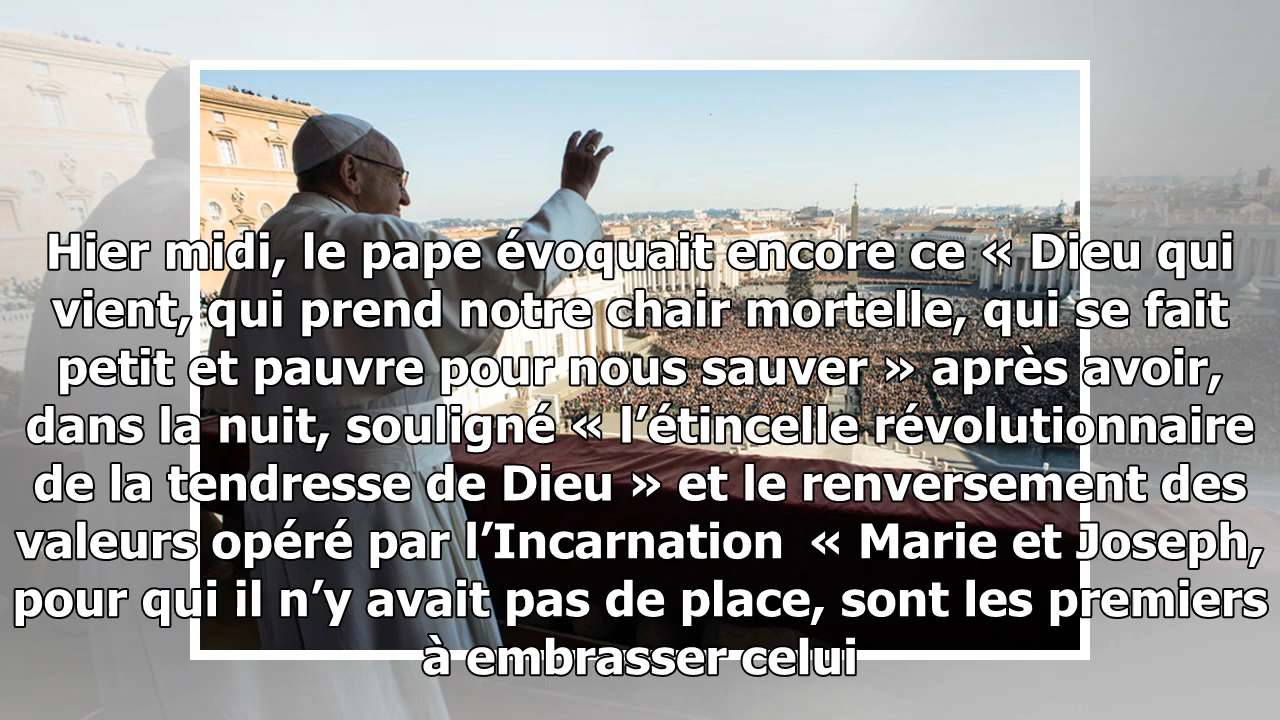 Hier midi, le pape évoquait encore ce « Dieu qui
vient, qui prend notre chair mortelle, qui se fait
petit et pauvre pour nous sauver » après avoir,
dans la nuit, souligné « l’étincelle révolutionnaire
de la tendresse de Dieu » et le renversement des
valeurs opéré par l’Incarnation  « Marie et Joseph,
pour qui il n’y avait pas de place, sont les premiers
à embrasser celui